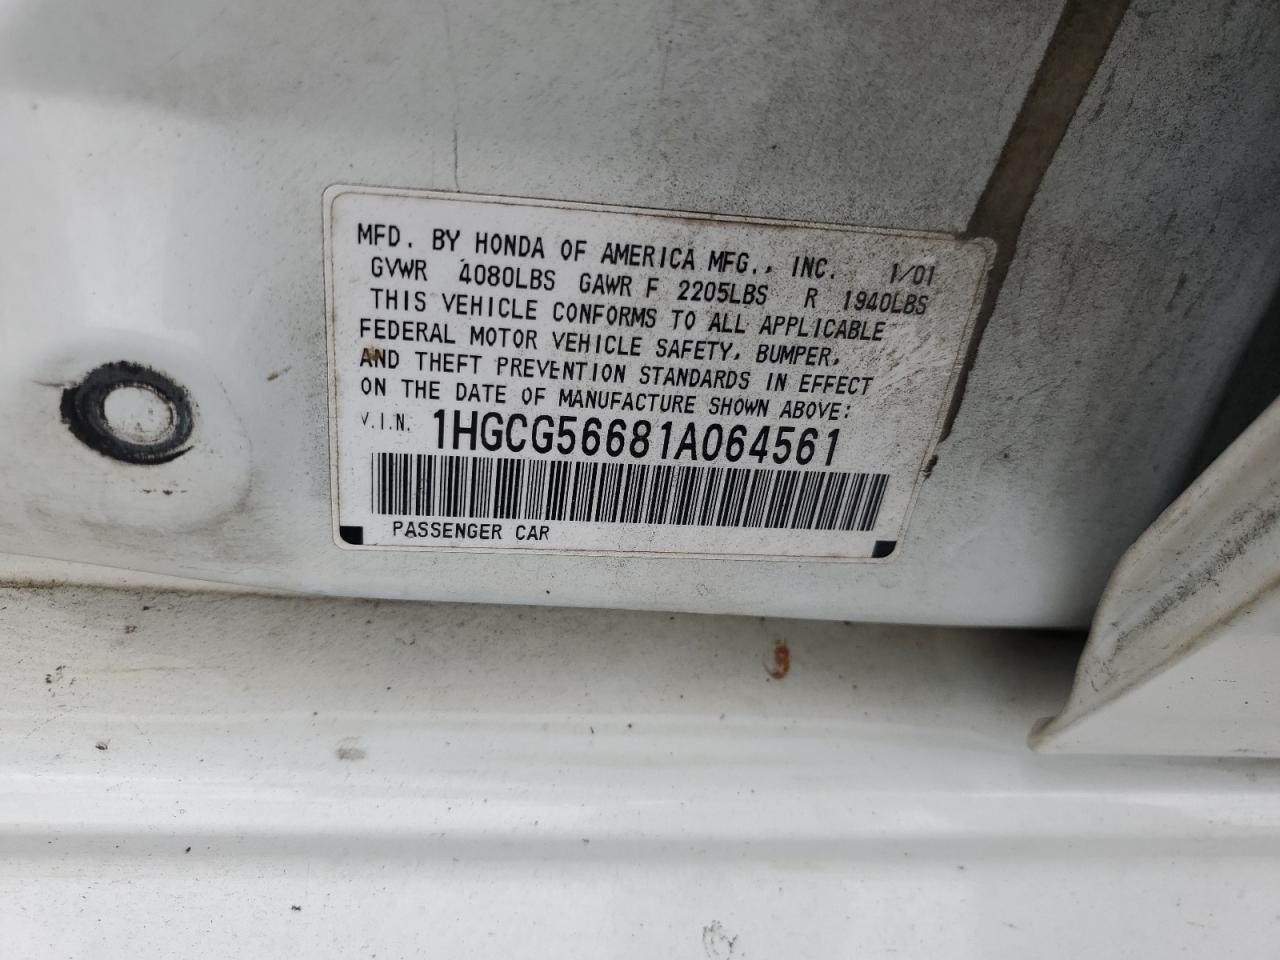 MFD. BY HONDA OF AMERICA MFG., INC. 1/01
GVWR 4080LBS GAWR F 2205LBS R 1940LBS
THIS VEHICLE CONFORMS TO ALL APPLICABLE
FEDERAL MOTOR VEHICLE SAFETY, BUMPER,
AND THEFT PREVENTION STANDARDS IN EFFECT
ON THE DATE OF MANUFACTURE SHOWN ABOVE:
V.I.N. 1HGCG56681A064561
PASSENGER CAR